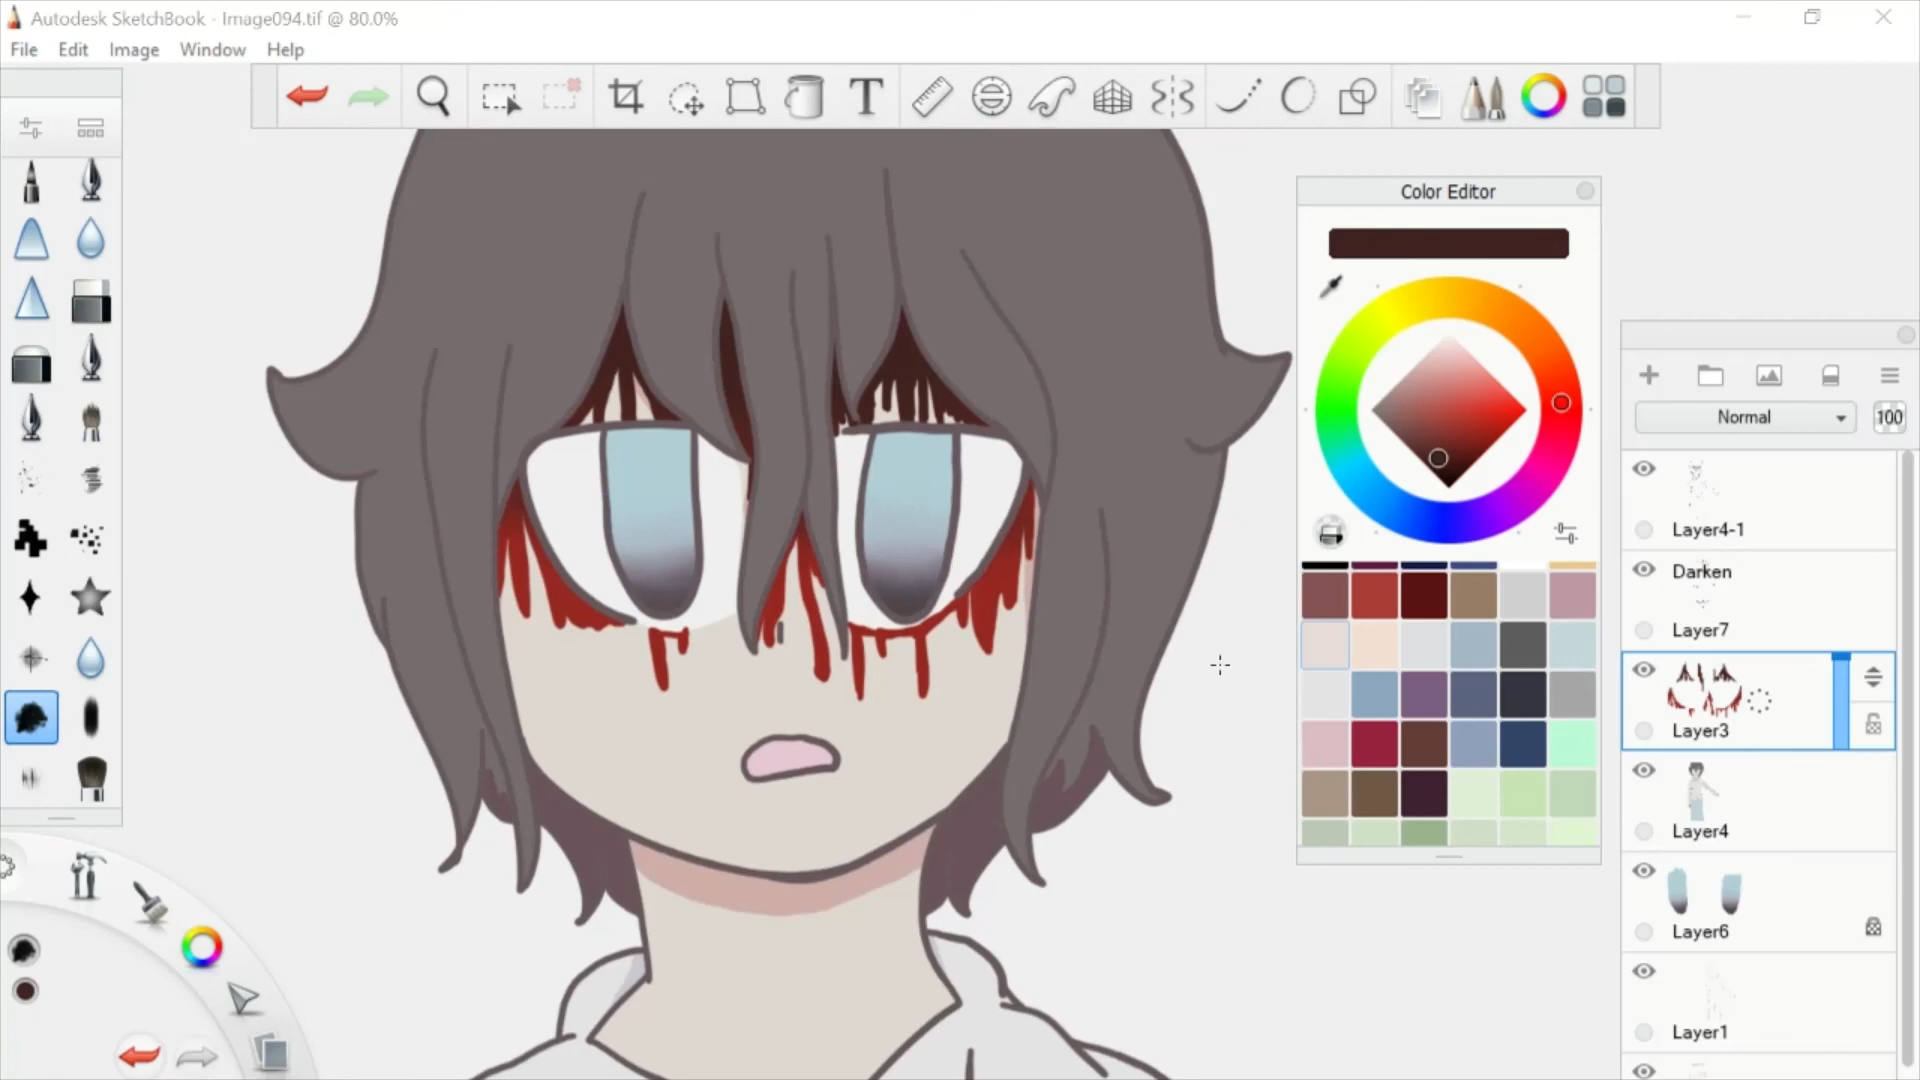 Autodesk SketchBook - Image094.tif @ 80.0%
File Edit Image Window Help
T
Color Editor
Normal 100
Layer4-1
Darken
Layer7
Layer3
Layer4
Layer6
Layer1